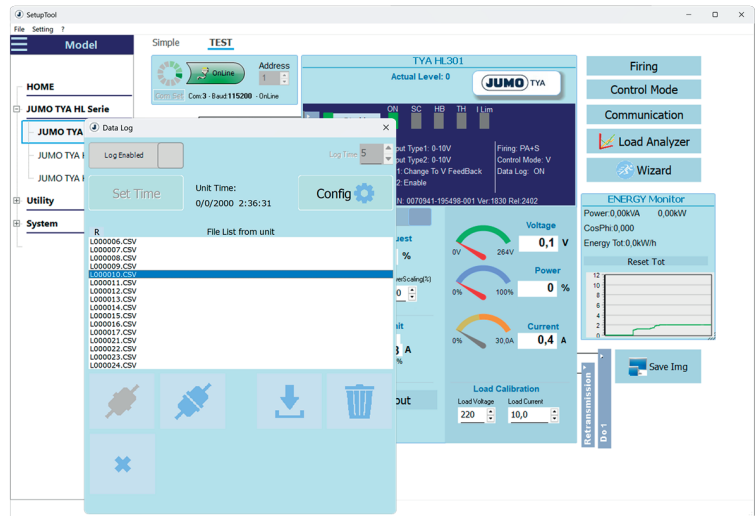 SetupTool
File Setting ?
Model
Simple TEST
HOME
JUMO TYA HL Serie
JUMO TYA
JUMO TYA
JUMO TYA
Utility
System
OnLine
Address
1
Com Set
Com:3 - Baud:115200 - OnLine
TYA HL301
Actual Level: 0
JUMO TYA
ON SC HB TH I Lim
put Type1: 0-10V
put Type2: 0-10V
1: Change To V FeedBack
2: Enable
Firing: PA+S
Control Mode: V
Data Log: ON
N: 0070941-195498-001 Ver:1830 Rel:2402
Firing
Control Mode
Communication
Load Analyzer
Wizard
ENERGY Monitor
Power:0,00kVA 0,00kW
CosPhi:0,000
Energy Tot:0,0kW/h
Reset Tot
12
10
8
6
4
2
0
Save Img
Retransmission
Do 1
Voltage
0V 264V
0,1 V
Power
0% 100%
0 %
Current
0% 30,0A
0,4 A
Load Calibration
Load Voltage Load Current
220 10,0
uest
%
erScaling(%)
0
it
A
%
out
Data Log
Log Enabled
Log Time 5
Set Time
Unit Time:
0/0/2000 2:36:31
Config
R File List from unit
L000006.CSV
L000007.CSV
L000008.CSV
L000009.CSV
L000010.CSV
L000011.CSV
L000012.CSV
L000013.CSV
L000014.CSV
L000015.CSV
L000016.CSV
L000017.CSV
L000021.CSV
L000022.CSV
L000023.CSV
L000024.CSV